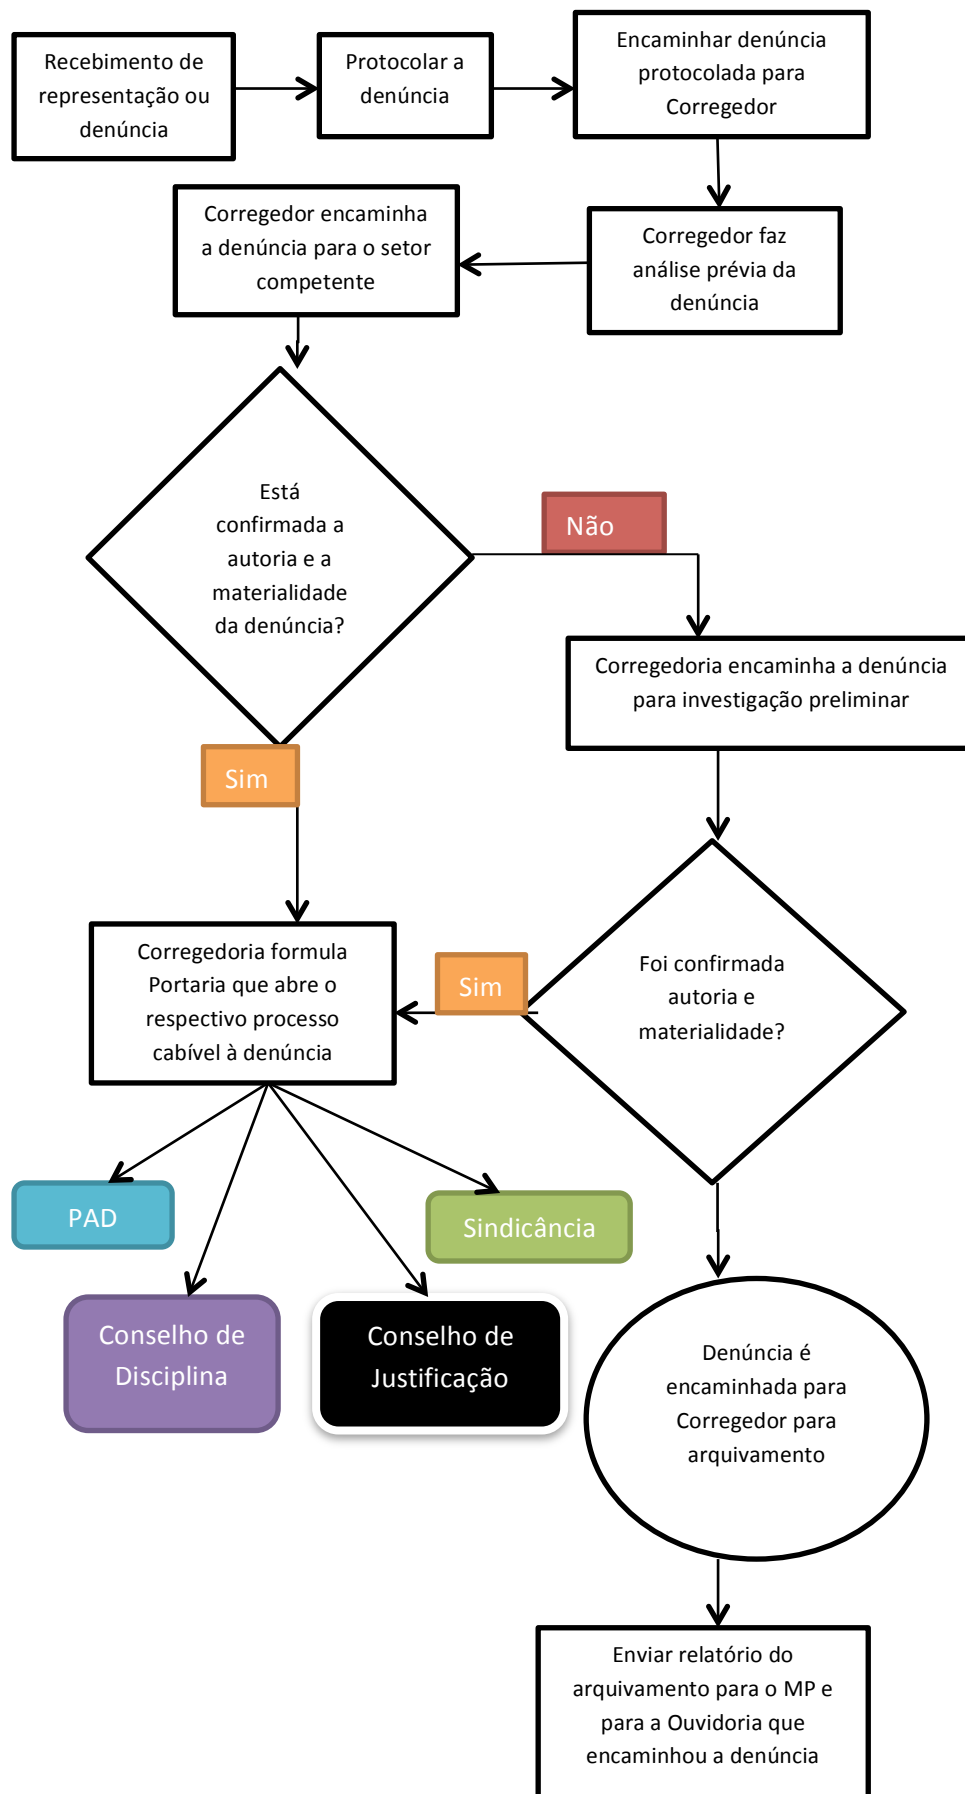 Recebimento de
representação ou
denúncia
Protocolar a
denúncia
Encaminhar denúncia
protocolada para
Corregedor
Corregedor faz
análise prévia da
denúncia
Corregedor encaminha
a denúncia para o setor
competente
Está
confirmada a
autoria e a
materialidade
da denúncia?
Não
Corregedoria encaminha a denúncia
para investigação preliminar
Sim
Foi confirmada
autoria e
materialidade?
Sim
Corregedoria formula
Portaria que abre o
respectivo processo
cabível à denúncia
PAD
Sindicância
Conselho de
Disciplina
Conselho de
Justificação
Denúncia é
encaminhada para
Corregedor para
arquivamento
Enviar relatório do
arquivamento para o MP e
para a Ouvidoria que
encaminhou a denúncia